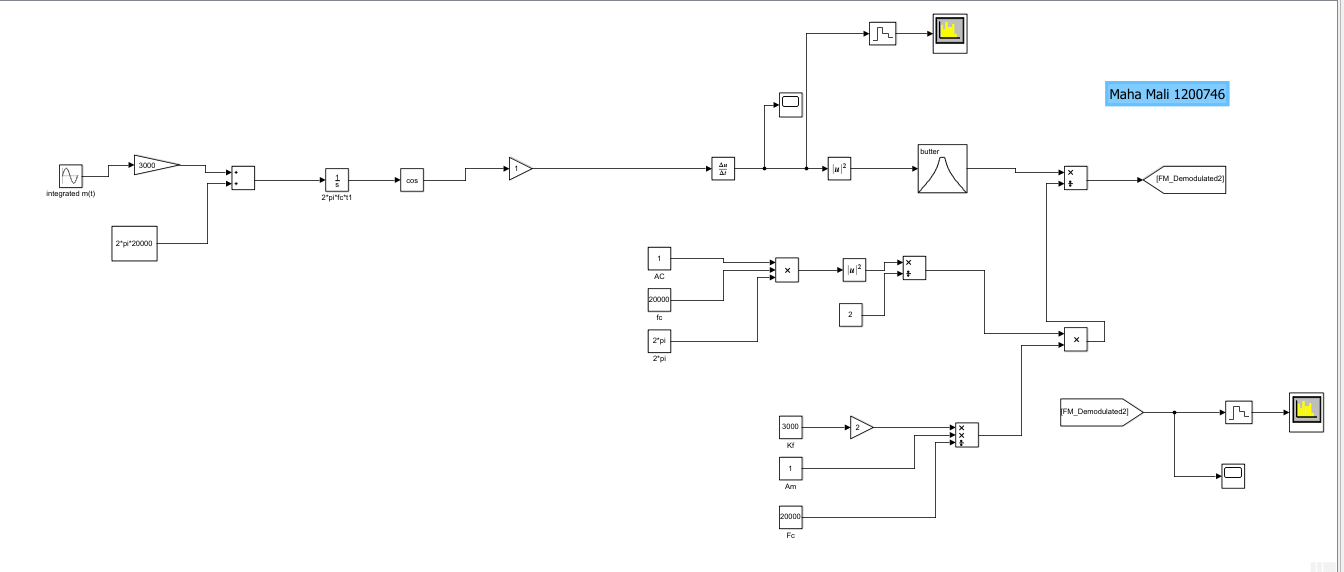 butter
Maha Mali 1200746
3000
+
+
1
s
cos
1
Δu
Δt
|u|²
×
÷
[FM_Demodulated2]
integrated m(t)
2*pi*fc*t1
2*pi*20000
1
AC
×
|u|²
×
÷
20000
fc
2
2*pi
2*pi
×
3000
Kf
2
×
×
÷
[FM_Demodulated2]
1
Am
20000
Fc